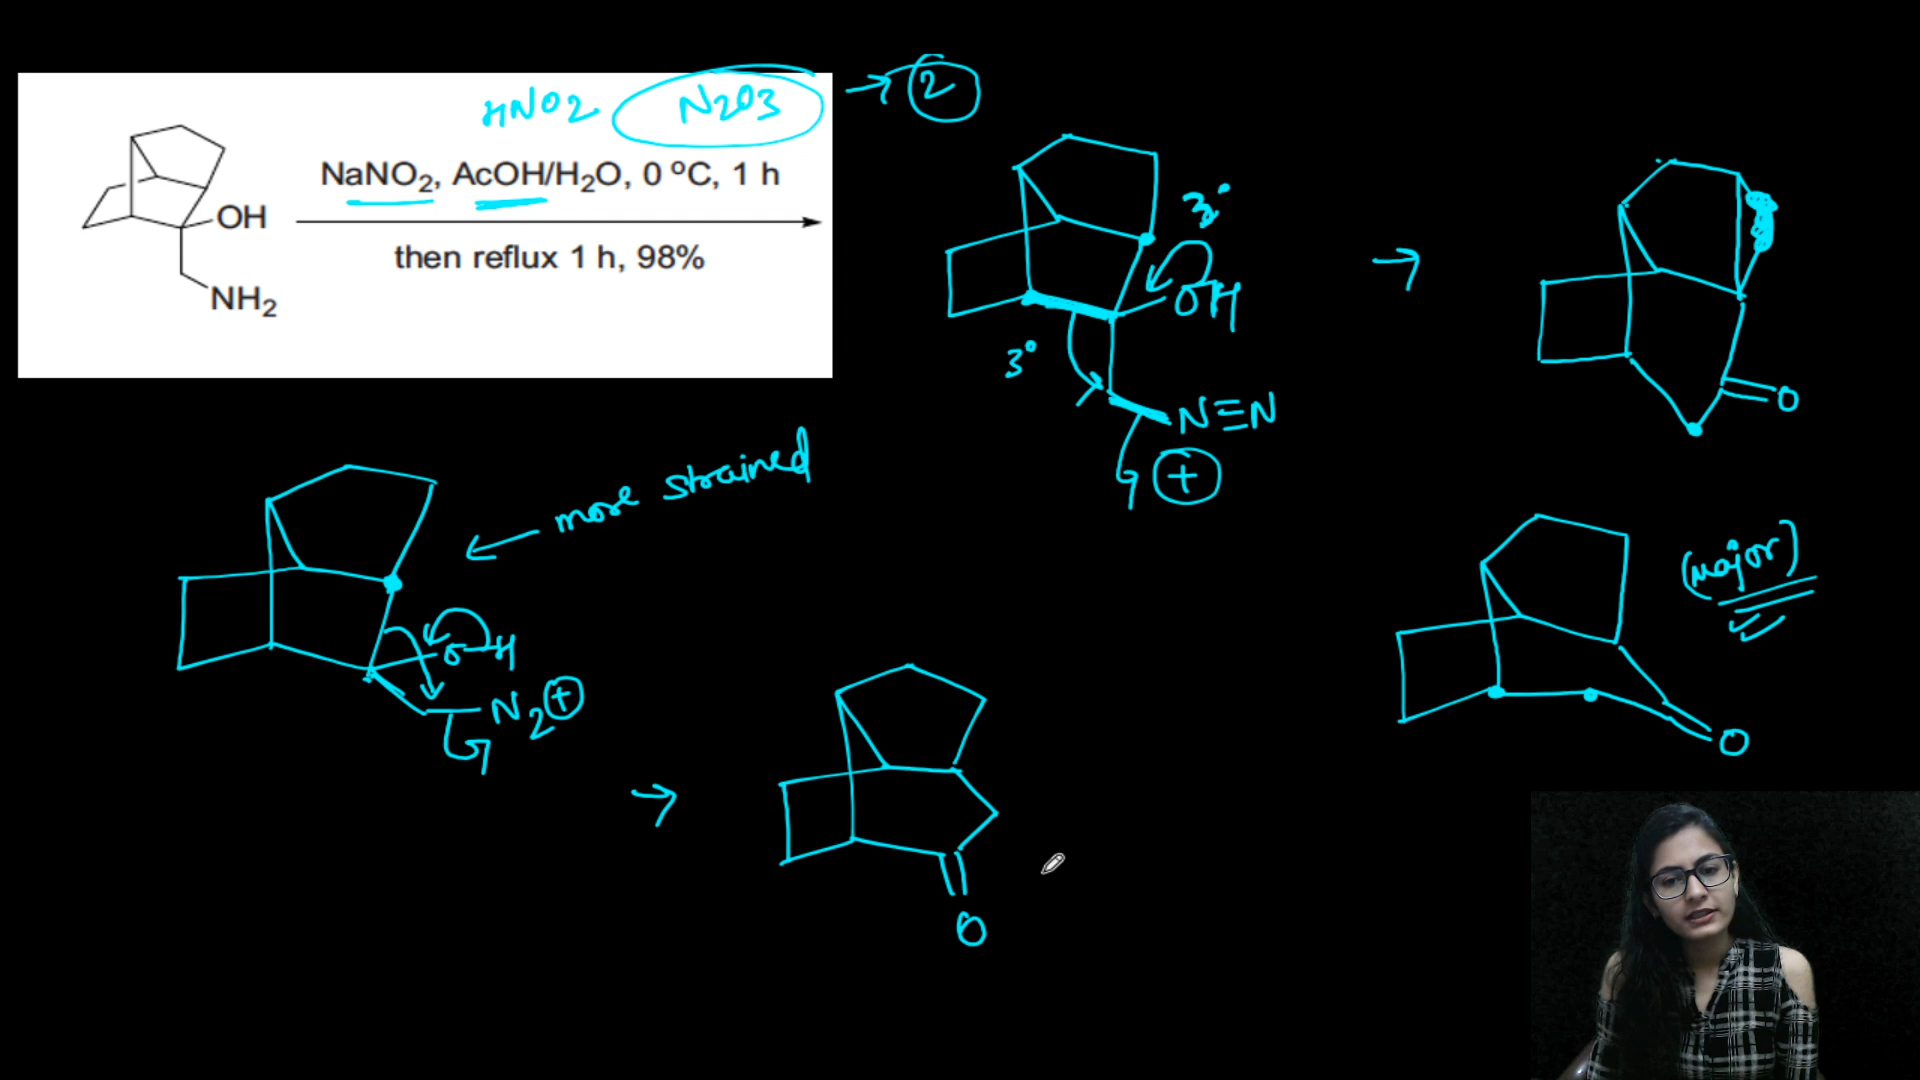 HNO2 N2O3 → 2
NaNO2, AcOH/H2O, 0 ºC, 1 h
then reflux 1 h, 98%
OH
NH2
3°
OH
3°
N≡N
+
→
O
← more strained
O-H
N2+
→
O
(major)
O